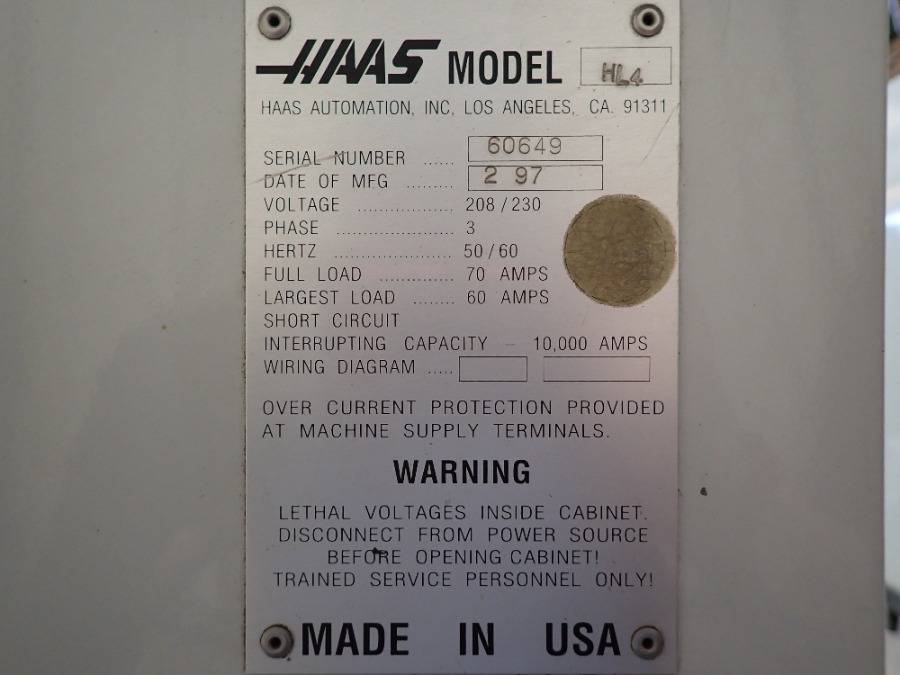 HAAS MODEL HL4
HAAS AUTOMATION, INC, LOS ANGELES, CA. 91311
SERIAL NUMBER ...... 60649
DATE OF MFG ......... 2 97
VOLTAGE .................. 208/230
PHASE ...................... 3
HERTZ ...................... 50/60
FULL LOAD .............. 70 AMPS
LARGEST LOAD ........ 60 AMPS
SHORT CIRCUIT
INTERRUPTING CAPACITY – 10,000 AMPS
WIRING DIAGRAM .....
OVER CURRENT PROTECTION PROVIDED
AT MACHINE SUPPLY TERMINALS.
WARNING
LETHAL VOLTAGES INSIDE CABINET.
DISCONNECT FROM POWER SOURCE
BEFORE OPENING CABINET!
TRAINED SERVICE PERSONNEL ONLY!
MADE IN USA